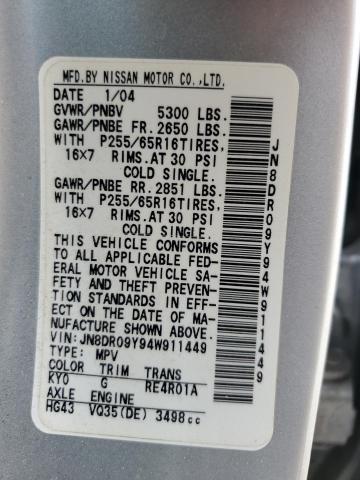 MFD.BY NISSAN MOTOR CO.,LTD.
DATE 1/04
GVWR/PNBV 5300 LBS.
GAWR/PNBE FR. 2650 LBS.
WITH P255/65R16TIRES,
16X7 RIMS.AT 30 PSI
COLD SINGLE.
GAWR/PNBE RR. 2851 LBS.
WITH P255/65R16TIRES,
16X7 RIMS.AT 30 PSI
COLD SINGLE.
THIS VEHICLE CONFORMS
TO ALL APPLICABLE FED-
ERAL MOTOR VEHICLE SA-
FETY AND THEFT PREVEN-
TION STANDARDS IN EFF-
ECT ON THE DATE OF MA-
NUFACTURE SHOWN ABOVE.
VIN: JN8DR09Y94W911449
TYPE: MPV
COLOR TRIM TRANS
KY0 G RE4R01A
AXLE ENGINE
HG43 VQ35(DE) 3498cc
JN8DR09Y94W911449